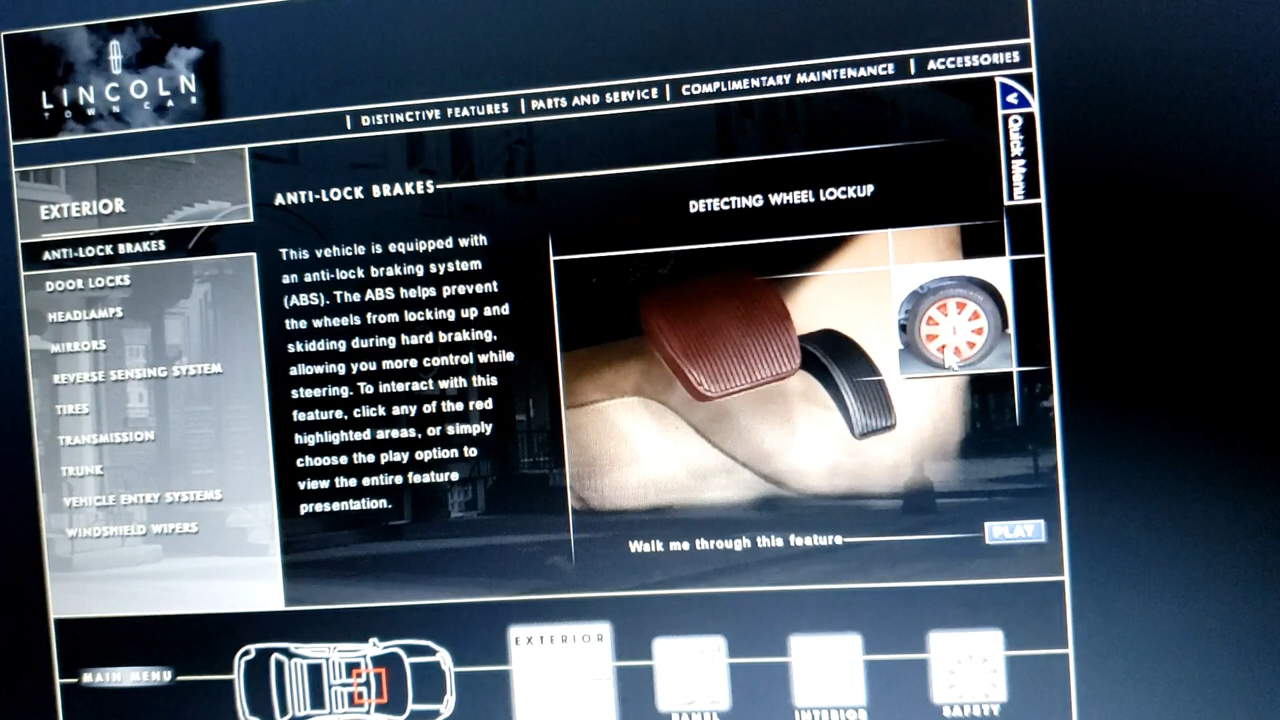 LINCOLN
TOWN CAR
| DISTINCTIVE FEATURES | PARTS AND SERVICE | COMPLIMENTARY MAINTENANCE | ACCESSORIES
Quick Menu
EXTERIOR
ANTI-LOCK BRAKES
DOOR LOCKS
HEADLAMPS
MIRRORS
REVERSE SENSING SYSTEM
TIRES
TRANSMISSION
TRUNK
VEHICLE ENTRY SYSTEMS
WINDSHIELD WIPERS
ANTI-LOCK BRAKES
This vehicle is equipped with
an anti-lock braking system
(ABS). The ABS helps prevent
the wheels from locking up and
skidding during hard braking,
allowing you more control while
steering. To interact with this
feature, click any of the red
highlighted areas, or simply
choose the play option to
view the entire feature
presentation.
DETECTING WHEEL LOCKUP
Walk me through this feature
PLAY
MAIN MENU
EXTERIOR
PANEL
INTERIOR
SAFETY